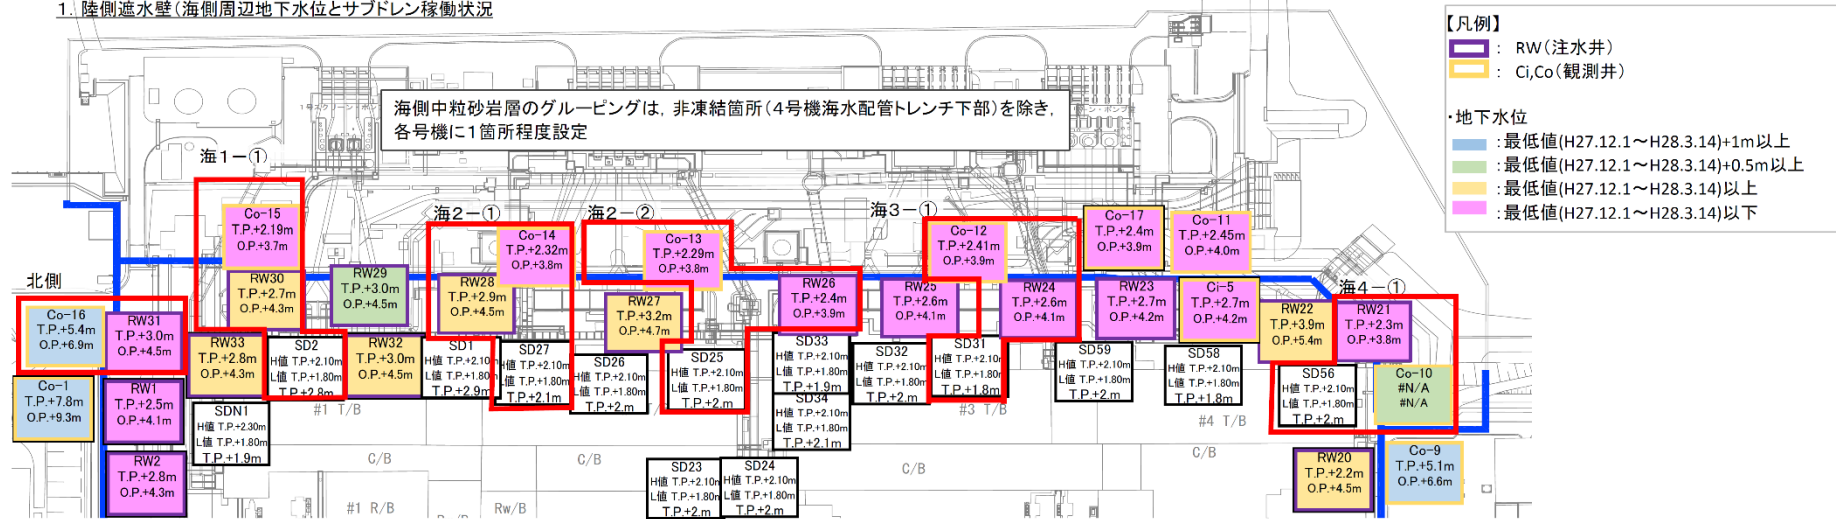 1. 陸側遮水壁（海側周辺地下水位とサブドレン稼働状況
【凡例】
： RW（注水井）
： Ci,Co（観測井）
・地下水位
：最低値(H27.12.1～H28.3.14)+1m以上
：最低値(H27.12.1～H28.3.14)+0.5m以上
：最低値(H27.12.1～H28.3.14)以上
：最低値(H27.12.1～H28.3.14)以下
海側中粒砂岩層のグルーピングは，非凍結箇所（４号機海水配管トレンチ下部）を除き，
各号機に１箇所程度設定
海１−①
海２−①
海２−②
海３−①
海４−①
北側
Co−15
T.P.+2.19m
O.P.+3.7m
Co−14
T.P.+2.32m
O.P.+3.8m
Co−13
T.P.+2.29m
O.P.+3.8m
Co−12
T.P.+2.41m
O.P.+3.9m
Co−17
T.P.+2.4m
O.P.+3.9m
Co−11
T.P.+2.45m
O.P.+4.0m
RW30
T.P.+2.7m
O.P.+4.3m
RW29
T.P.+3.0m
O.P.+4.5m
RW28
T.P.+2.9m
O.P.+4.5m
RW27
T.P.+3.2m
O.P.+4.7m
RW26
T.P.+2.4m
O.P.+3.9m
RW25
T.P.+2.6m
O.P.+4.1m
RW24
T.P.+2.6m
O.P.+4.1m
RW23
T.P.+2.7m
O.P.+4.2m
Ci−5
T.P.+2.7m
O.P.+4.2m
RW22
T.P.+3.9m
O.P.+5.4m
RW21
T.P.+2.3m
O.P.+3.8m
Co−16
T.P.+5.4m
O.P.+6.9m
RW31
T.P.+3.0m
O.P.+4.5m
RW33
T.P.+2.8m
O.P.+4.3m
SD2
H値 T.P.+2.10m
L値 T.P.+1.80m
T.P.+2.8m
RW32
T.P.+3.0m
O.P.+4.5m
SD1
H値 T.P.+2.10m
L値 T.P.+1.80m
T.P.+2.9m
SD27
H値 T.P.+2.10m
L値 T.P.+1.80m
T.P.+2.1m
SD26
H値 T.P.+2.10m
L値 T.P.+1.80m
T.P.+2.m
SD25
H値 T.P.+2.10m
L値 T.P.+1.80m
T.P.+2.m
SD33
H値 T.P.+2.10m
L値 T.P.+1.80m
T.P.+1.9m
SD34
H値 T.P.+2.10m
L値 T.P.+1.80m
T.P.+2.1m
SD32
H値 T.P.+2.10m
L値 T.P.+1.80m
T.P.+2.m
SD31
H値 T.P.+2.10m
L値 T.P.+1.80m
T.P.+1.8m
SD59
H値 T.P.+2.10m
L値 T.P.+1.80m
T.P.+2.m
SD58
H値 T.P.+2.10m
L値 T.P.+1.80m
T.P.+1.8m
SD56
H値 T.P.+2.10m
L値 T.P.+1.80m
T.P.+2.m
Co−10
#N/A
#N/A
Co−1
T.P.+7.8m
O.P.+9.3m
RW1
T.P.+2.5m
O.P.+4.1m
SDN1
H値 T.P.+2.30m
L値 T.P.+1.80m
T.P.+1.9m
#1 T/B
#3 T/B
#4 T/B
RW2
T.P.+2.8m
O.P.+4.3m
C/B
C/B
C/B
SD23
H値 T.P.+2.10m
L値 T.P.+1.80m
T.P.+2.m
SD24
H値 T.P.+2.10m
L値 T.P.+1.80m
T.P.+2.m
RW20
T.P.+2.2m
O.P.+4.5m
Co−9
T.P.+5.1m
O.P.+6.6m
#1 R/B
Rw/B